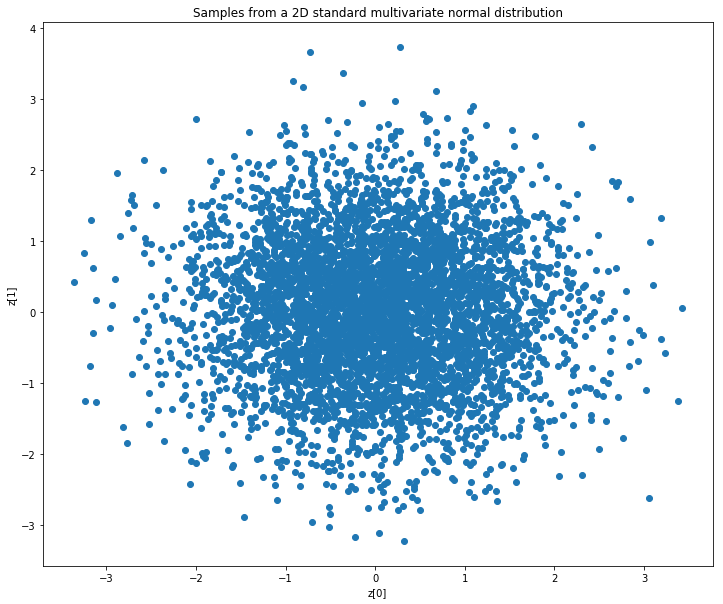 Samples from a 2D standard multivariate normal distribution
4
3
2
1
0
−1
−2
−3
z[1]
−3 −2 −1 0 1 2 3
z[0]